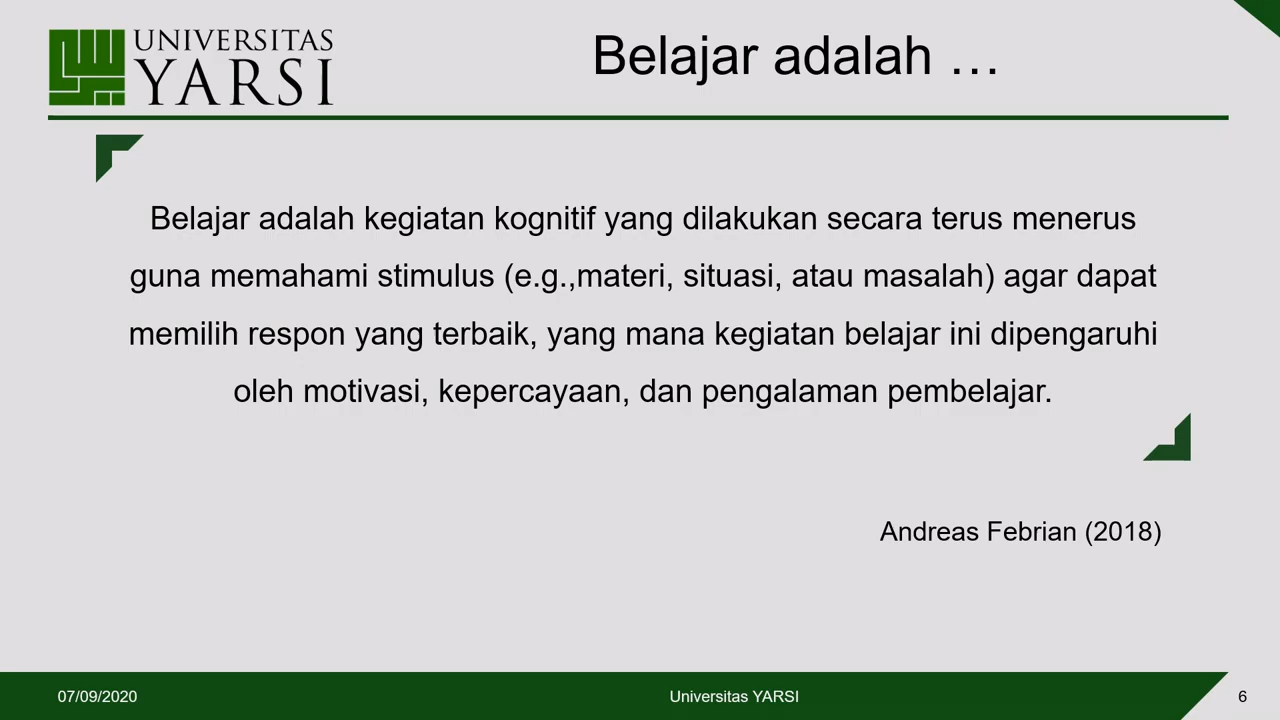 UNIVERSITAS
YARSI
Belajar adalah …
Belajar adalah kegiatan kognitif yang dilakukan secara terus menerus
guna memahami stimulus (e.g.,materi, situasi, atau masalah) agar dapat
memilih respon yang terbaik, yang mana kegiatan belajar ini dipengaruhi
oleh motivasi, kepercayaan, dan pengalaman pembelajar.
Andreas Febrian (2018)
07/09/2020
Universitas YARSI
6